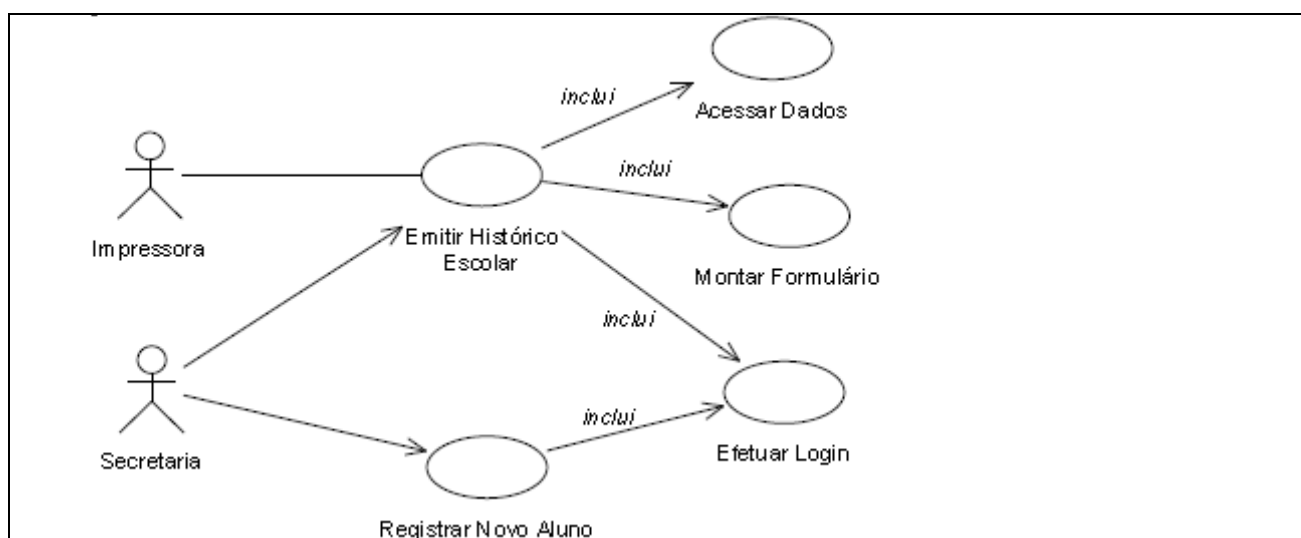 inclui
Acessar Dados
inclui
Impressora
Emitir Histórico
Escolar
Montar Formulário
inclui
Secretaria
inclui
Efetuar Login
Registrar Novo Aluno